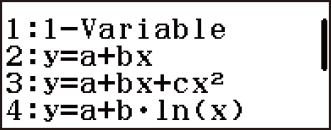 1:1-Variable
2:y=a+bx
3:y=a+bx+cx²
4:y=a+b·ln(x)